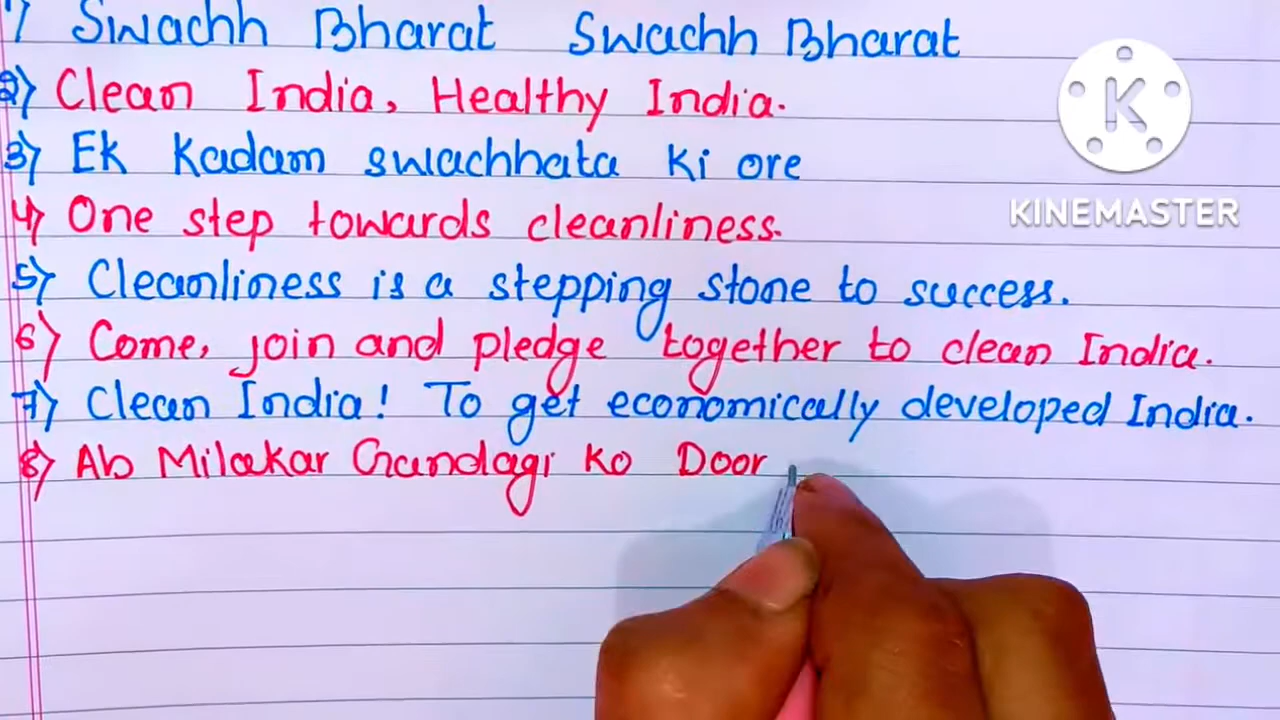 1) Swachh Bharat Swachh Bharat
2) Clean India, Healthy India.
3) Ek Kadam swachhata Ki ore
4) One step towards cleanliness.
5) Cleanliness is a stepping stone to success.
6) Come, join and pledge together to clean India.
7) Clean India! To get economically developed India.
8) Ab Milakar Gandagi Ko Door
K
KINEMASTER